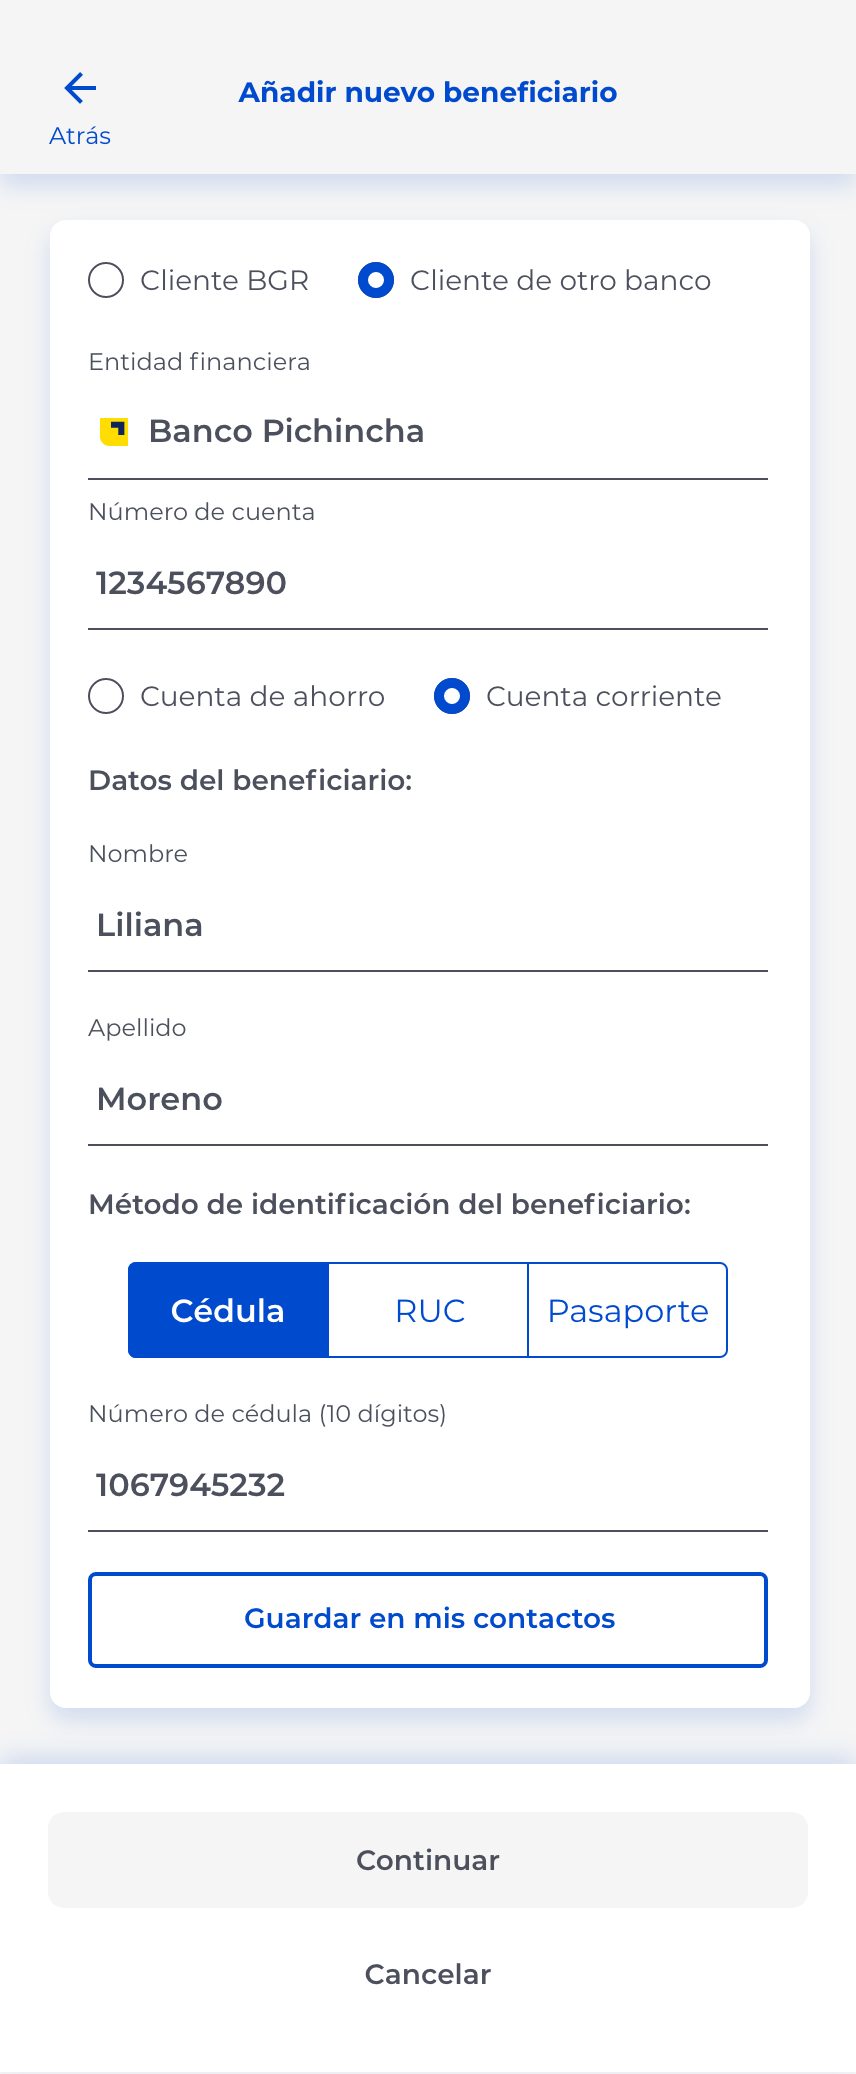 Añadir nuevo beneficiario
Atrás
Cliente BGR Cliente de otro banco
Entidad financiera
Banco Pichincha
Número de cuenta
1234567890
Cuenta de ahorro Cuenta corriente
Datos del beneficiario:
Nombre
Liliana
Apellido
Moreno
Método de identificación del beneficiario:
Cédula RUC Pasaporte
Número de cédula (10 dígitos)
1067945232
Guardar en mis contactos
Continuar
Cancelar